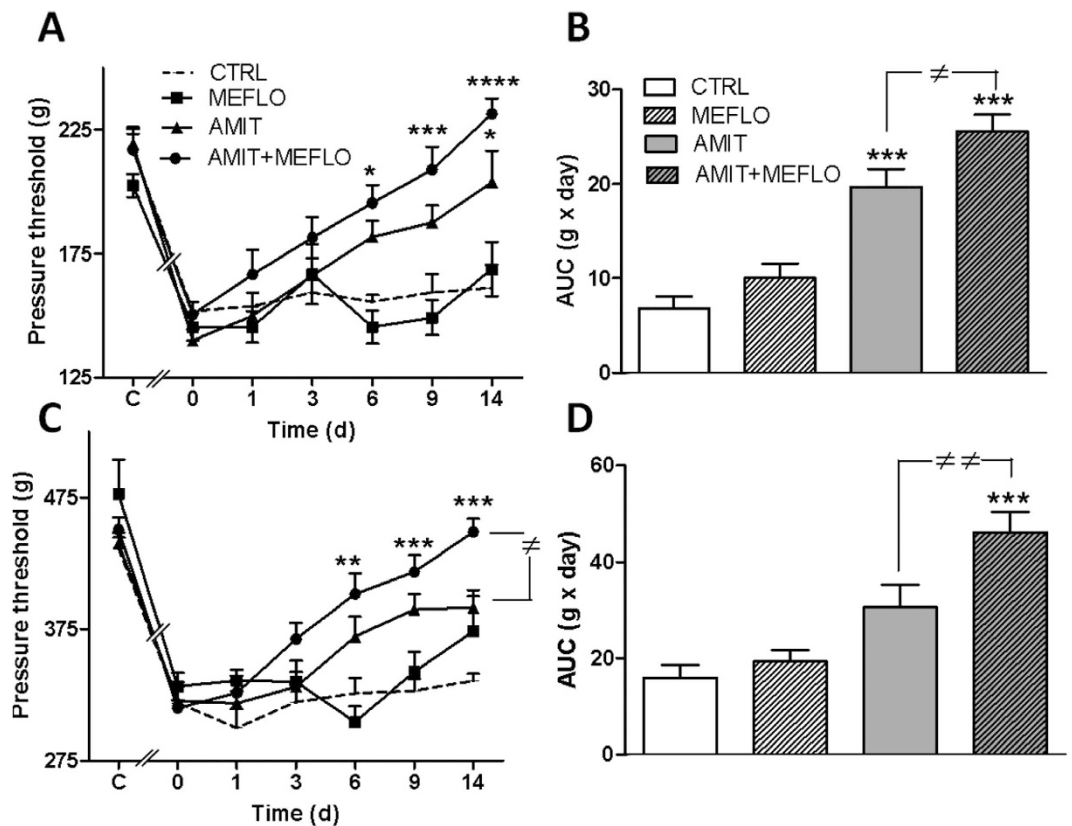 A
CTRL
MEFLO
AMIT
AMIT+MEFLO
****
***
*
*
225
175
125
Pressure threshold (g)
C 0 1 3 6 9 14
Time (d)
B
CTRL
MEFLO
AMIT
AMIT+MEFLO
≠
***
***
30
20
10
0
AUC (g x day)
C
475
375
275
Pressure threshold (g)
**
***
***
≠
C 0 1 3 6 9 14
Time (d)
D
≠ ≠
***
60
40
20
0
AUC (g x day)